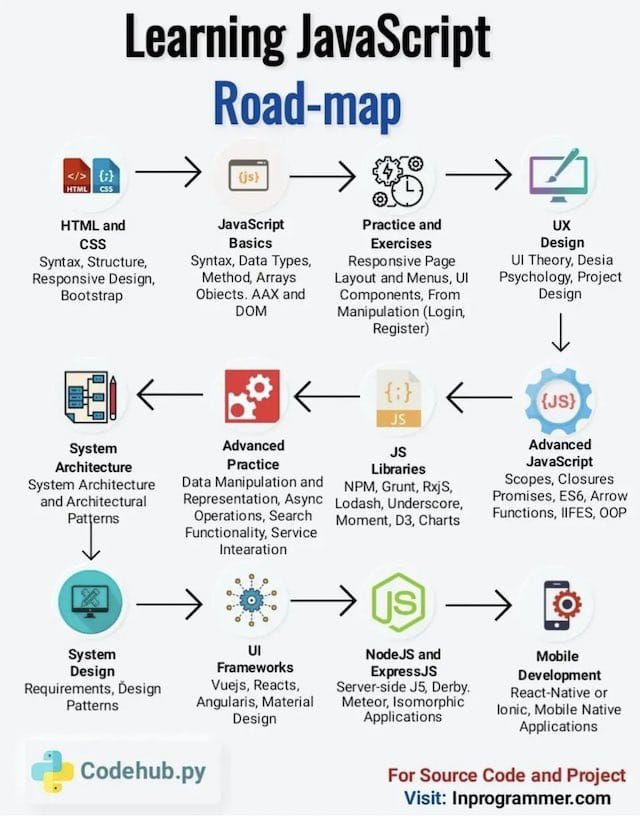 Learning JavaScript
Road-map
</>
HTML
{;}
CSS
HTML and
CSS
Syntax, Structure,
Responsive Design,
Bootstrap
{js}
JavaScript
Basics
Syntax, Data Types,
Method, Arrays
Objects. AAX and
DOM
Practice and
Exercises
Responsive Page
Layout and Menus, UI
Components, From
Manipulation (Login,
Register)
UX
Design
UI Theory, Desia
Psychology, Project
Design
{JS}
Advanced
JavaScript
Scopes, Closures
Promises, ES6, Arrow
Functions, IIFES, OOP
{;}
JS
JS
Libraries
NPM, Grunt, RxjS,
Lodash, Underscore,
Moment, D3, Charts
Advanced
Practice
Data Manipulation and
Representation, Async
Operations, Search
Functionality, Service
Intearation
System
Architecture
System Architecture
and Architectural
Patterns
System
Design
Requirements, Ďesign
Patterns
UI
Frameworks
Vuejs, Reacts,
Angularis, Material
Design
JS
NodeJS and
ExpressJS
Server-side J5, Derby.
Meteor, Isomorphic
Applications
Mobile
Development
React-Native or
lonic, Mobile Native
Applications
Codehub.py
For Source Code and Project
Visit: Inprogrammer.com